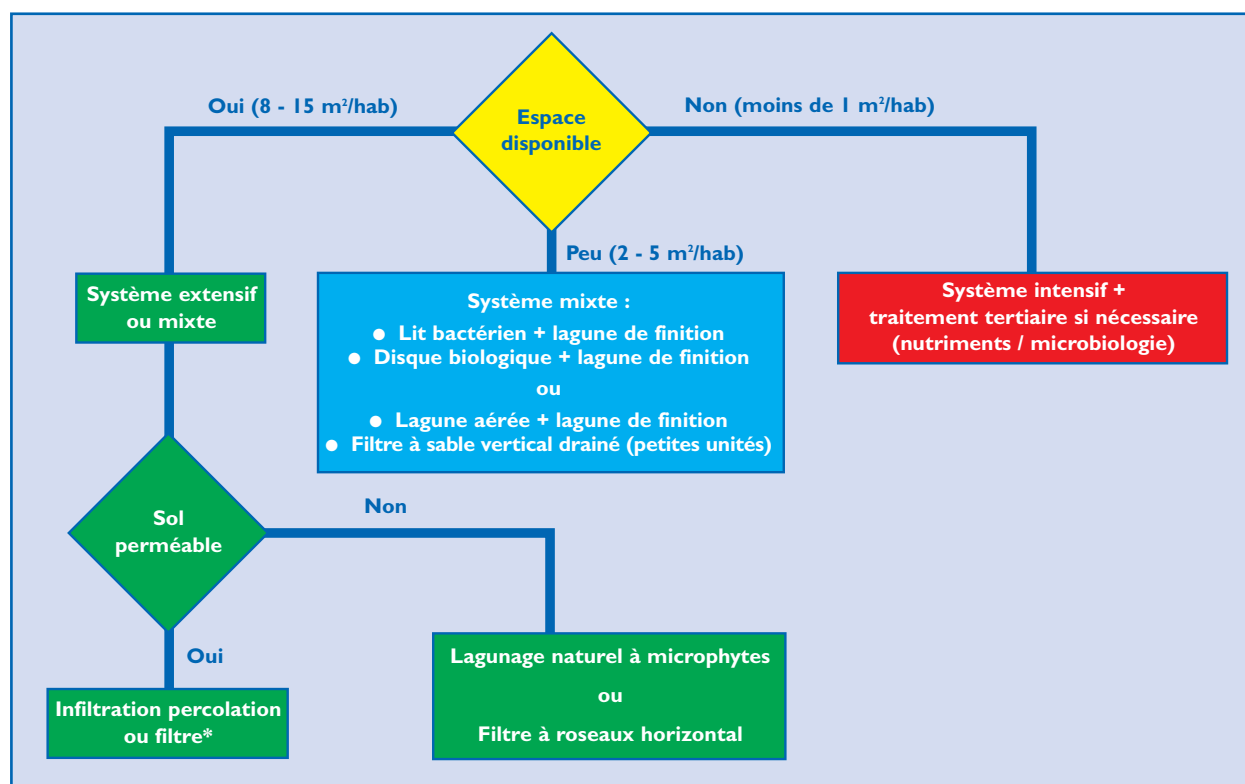 Oui (8 - 15 m²/hab)
Espace
disponible
Non (moins de 1 m²/hab)
Peu (2 - 5 m²/hab)
Système extensif
ou mixte
Système mixte :
● Lit bactérien + lagune de finition
● Disque biologique + lagune de finition
ou
● Lagune aérée + lagune de finition
● Filtre à sable vertical drainé (petites unités)
Système intensif +
traitement tertiaire si nécessaire
(nutriments / microbiologie)
Sol
perméable
Non
Oui
Infiltration percolation
ou filtre*
Lagunage naturel à microphytes
ou
Filtre à roseaux horizontal